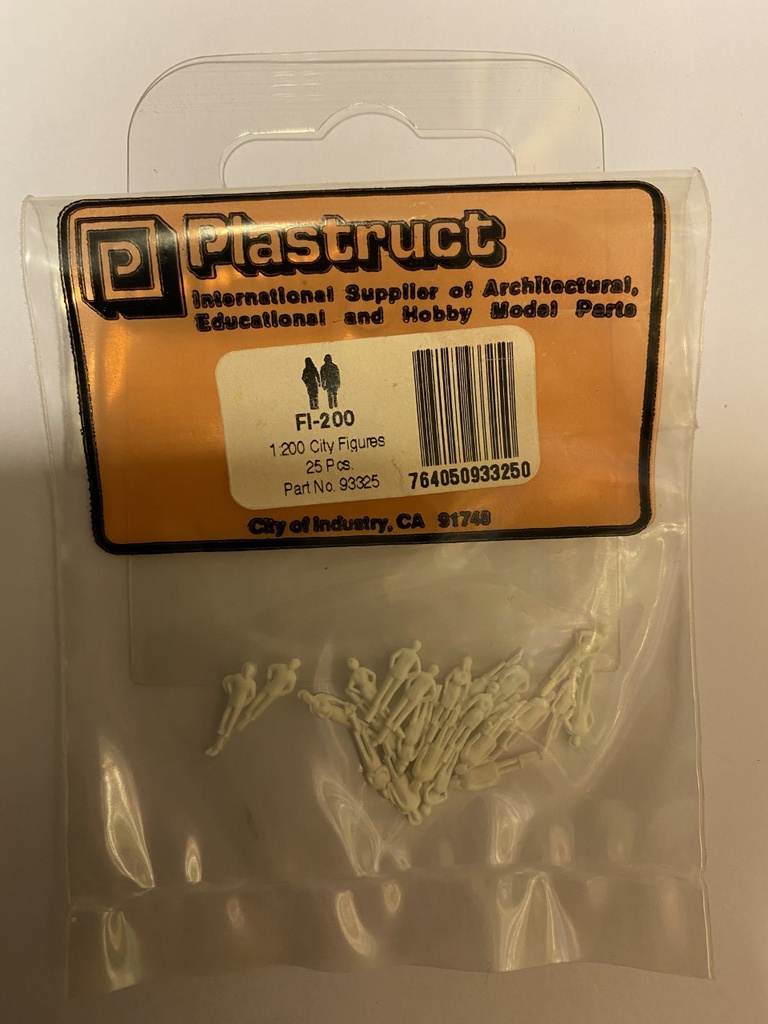 Plastruct
International Supplier of Architectural,
Educational and Hobby Model Parts
FI-200
1:200 City Figures
25 Pcs.
Part No. 93325
764050933250
City of Industry, CA 91748